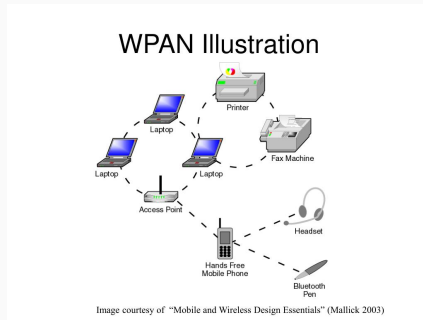 WPAN Illustration
Printer
Laptop
Fax Machine
Laptop
Laptop
Access Point
Headset
Hands Free
Mobile Phone
Bluetooth
Pen
Image courtesy of "Mobile and Wireless Design Essentials" (Mallick 2003)